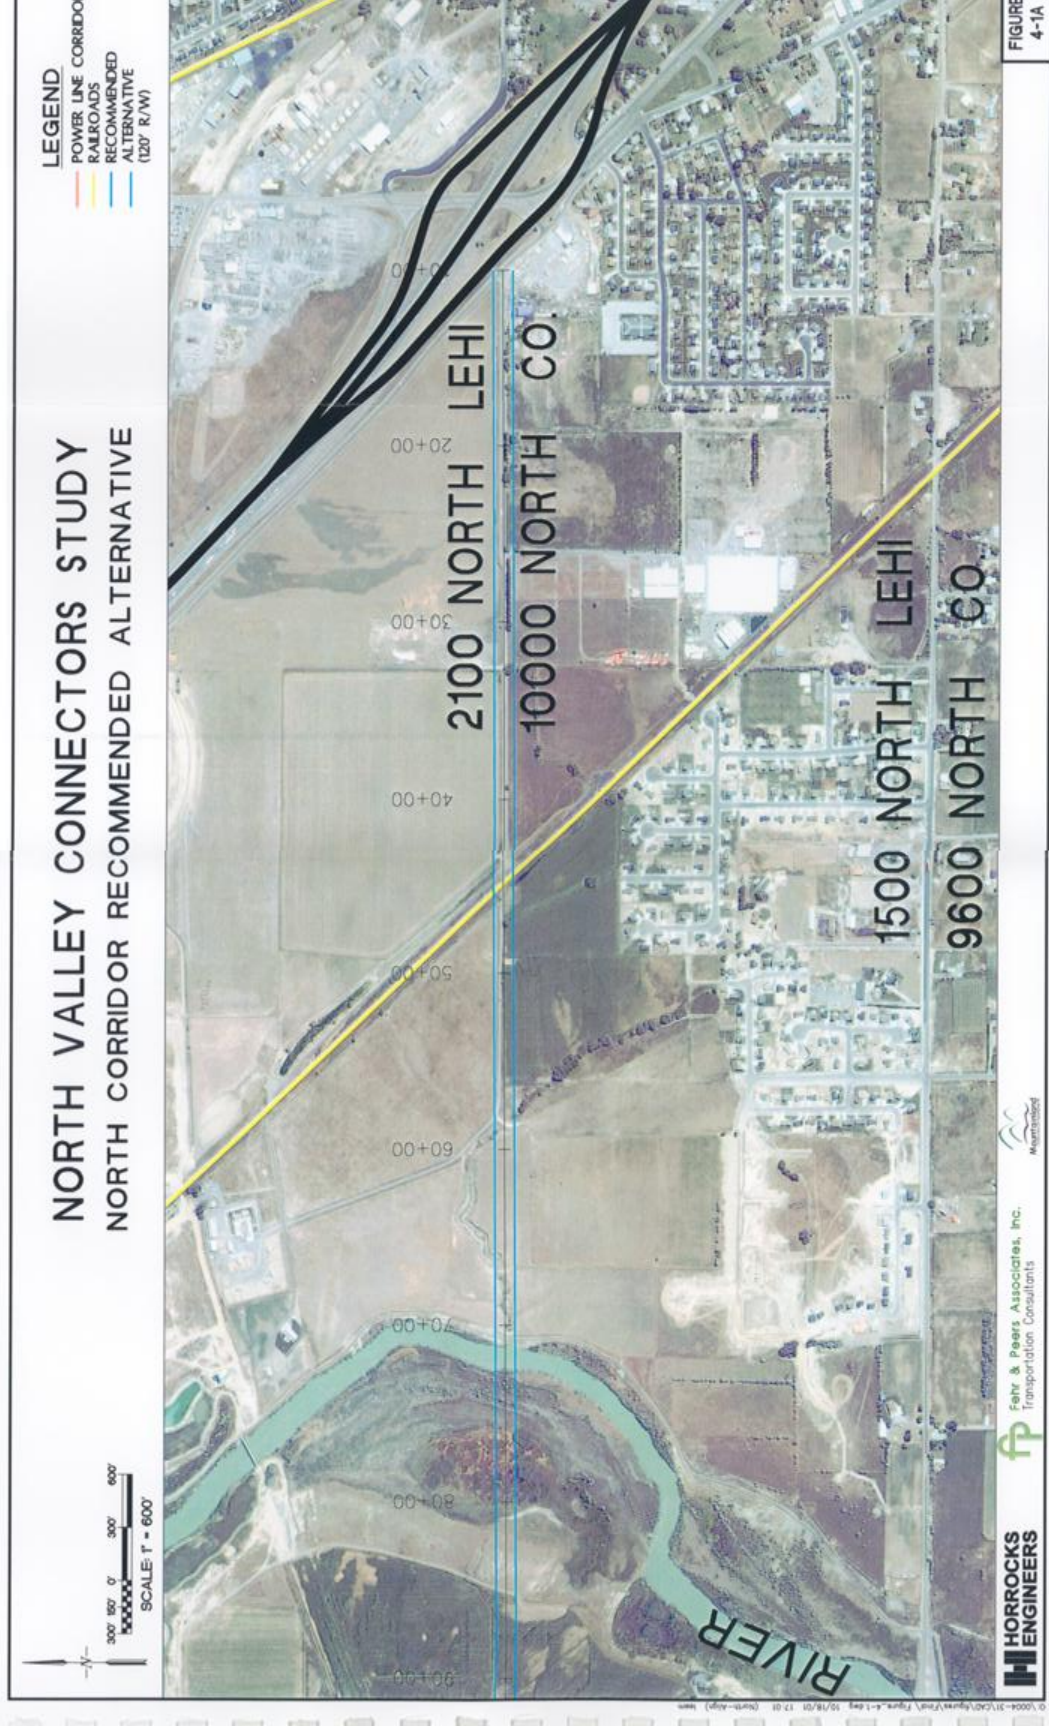 NORTH VALLEY CONNECTORS STUDY
NORTH CORRIDOR RECOMMENDED ALTERNATIVE
300' 150' 0' 300' 600'
SCALE: 1" = 600'
-N-
LEGEND
POWER LINE CORRIDO
RAILROADS
RECOMMENDED
ALTERNATIVE
(120' R/W)
90+00
80+00
70+00
60+00
50+00
40+00
30+00
20+00
2100 NORTH LEHI
10000 NORTH CO.
1500 NORTH LEHI
9600 NORTH CO.
RIVER
HORROCKS
ENGINEERS
fp
Fehr & Peers Associates, Inc.
Transportation Consultants
Mountainland
FIGURE
4-1A